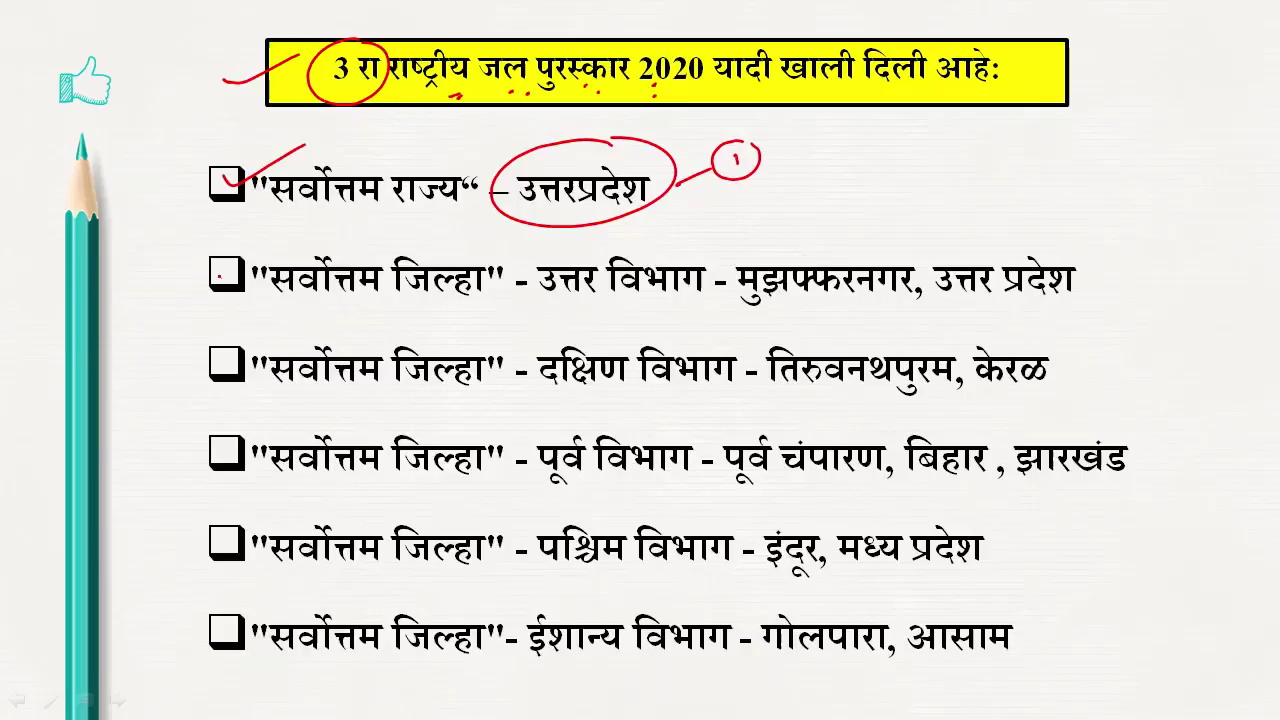 3 रा राष्ट्रीय जल पुरस्कार 2020 यादी खाली दिली आहे:
"सर्वोत्तम राज्य“ – उत्तरप्रदेश
१
"सर्वोत्तम जिल्हा" - उत्तर विभाग - मुझफ्फरनगर, उत्तर प्रदेश
"सर्वोत्तम जिल्हा" - दक्षिण विभाग - तिरुवनथपुरम, केरळ
"सर्वोत्तम जिल्हा" - पूर्व विभाग - पूर्व चंपारण, बिहार , झारखंड
"सर्वोत्तम जिल्हा" - पश्चिम विभाग - इंदूर, मध्य प्रदेश
"सर्वोत्तम जिल्हा"- ईशान्य विभाग - गोलपारा, आसाम